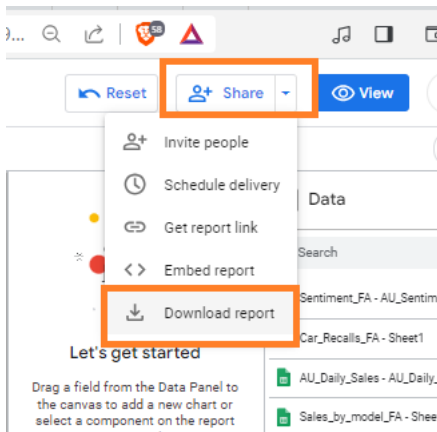 9...
58
Reset
Share
View
Invite people
Schedule delivery
Get report link
Embed report
Download report
Data
Search
Sentiment_FA - AU_Sentim
Car_Recalls_FA - Sheet1
AU_Daily_Sales - AU_Daily_
Sales_by_model_FA - Shee
Let's get started
Drag a field from the Data Panel to
the canvas to add a new chart or
select a component on the report